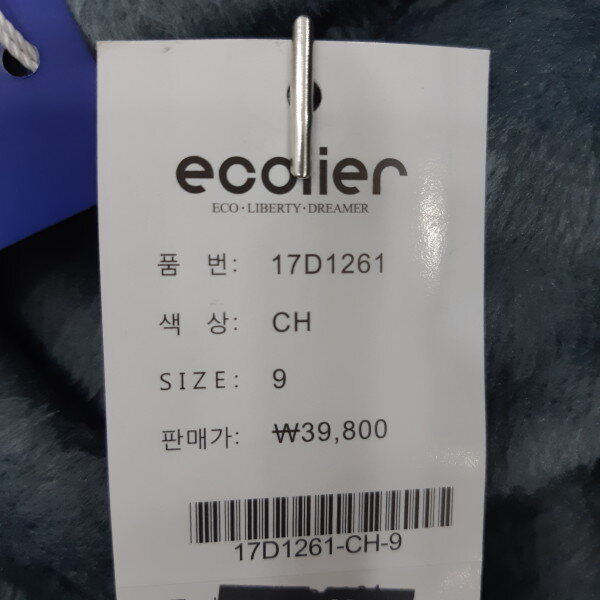 ecolier
ECO·LIBERTY·DREAMER
품 번: 17D1261
색 상: CH
SIZE: 9
판매가: ₩39,800
17D1261-CH-9